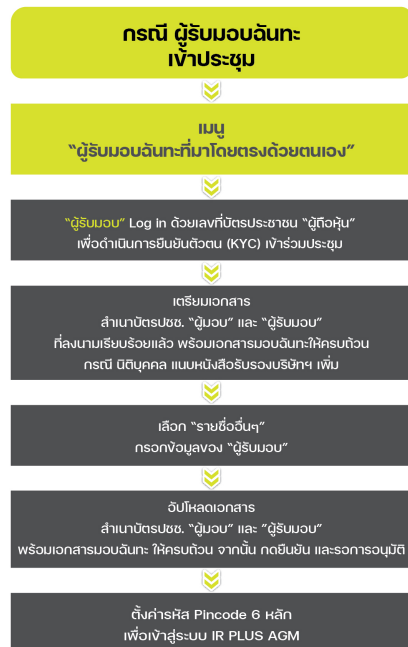 กรณี ผู้รับมอบฉันทะ
เข้าประชุม
เมนู
“ผู้รับมอบฉันทะที่มาโดยตรงด้วยตนเอง”
“ผู้รับมอบ” Log in ด้วยเลขที่บัตรประชาชน “ผู้ถือหุ้น”
เพื่อดำเนินการยืนยันตัวตน (KYC) เข้าร่วมประชุม
เตรียมเอกสาร
สำเนาบัตรปชช. “ผู้มอบ” และ “ผู้รับมอบ”
ที่ลงนามเรียบร้อยแล้ว พร้อมเอกสารมอบฉันทะให้ครบถ้วน
กรณี นิติบุคคล แนบหนังสือรับรองบริษัทฯ เพิ่ม
เลือก “รายชื่ออื่นๆ”
กรอกข้อมูลของ “ผู้รับมอบ”
อัปโหลดเอกสาร
สำเนาบัตรปชช. “ผู้มอบ” และ “ผู้รับมอบ”
พร้อมเอกสารมอบฉันทะ ให้ครบถ้วน จากนั้น กดยืนยัน และรอการอนุมัติ
ตั้งค่ารหัส Pincode 6 หลัก
เพื่อเข้าสู่ระบบ IR PLUS AGM